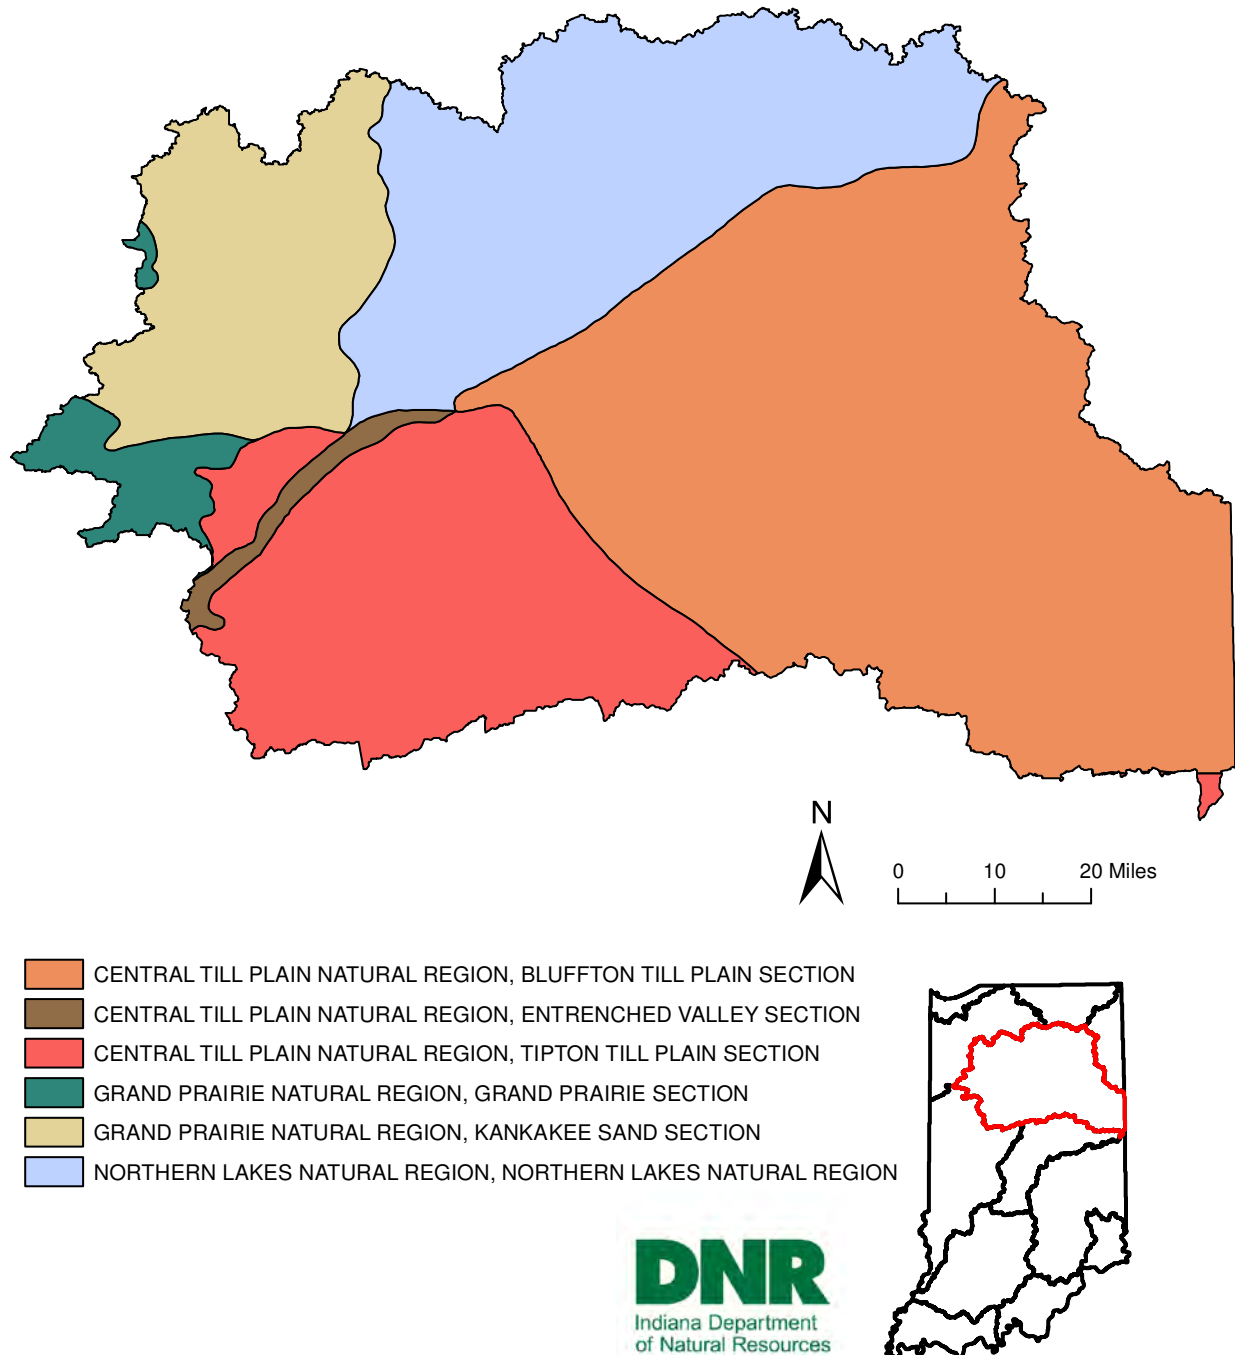 N
0 10 20 Miles
CENTRAL TILL PLAIN NATURAL REGION, BLUFFTON TILL PLAIN SECTION
CENTRAL TILL PLAIN NATURAL REGION, ENTRENCHED VALLEY SECTION
CENTRAL TILL PLAIN NATURAL REGION, TIPTON TILL PLAIN SECTION
GRAND PRAIRIE NATURAL REGION, GRAND PRAIRIE SECTION
GRAND PRAIRIE NATURAL REGION, KANKAKEE SAND SECTION
NORTHERN LAKES NATURAL REGION, NORTHERN LAKES NATURAL REGION
DNR
Indiana Department
of Natural Resources